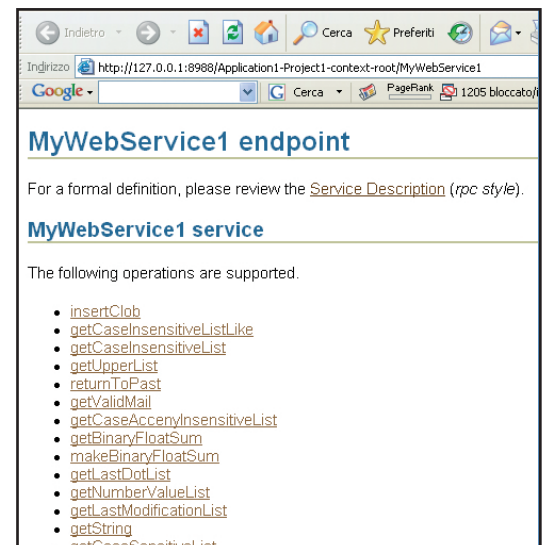 Indietro Cerca Preferiti
Indirizzo http://127.0.0.1:8988/Application1-Project1-context-root/MyWebService1
Google G Cerca PageRank 1205 bloccato/i
MyWebService1 endpoint
For a formal definition, please review the Service Description (rpc style).
MyWebService1 service
The following operations are supported.
• insertClob
• getCaseInsensitiveListLike
• getCaseInsensitiveList
• getUpperList
• returnToPast
• getValidMail
• getCaseAccenyInsensitiveList
• getBinaryFloatSum
• makeBinaryFloatSum
• getLastDotList
• getNumberValueList
• getLastModificationList
• getString
• getCaseSensitiveList